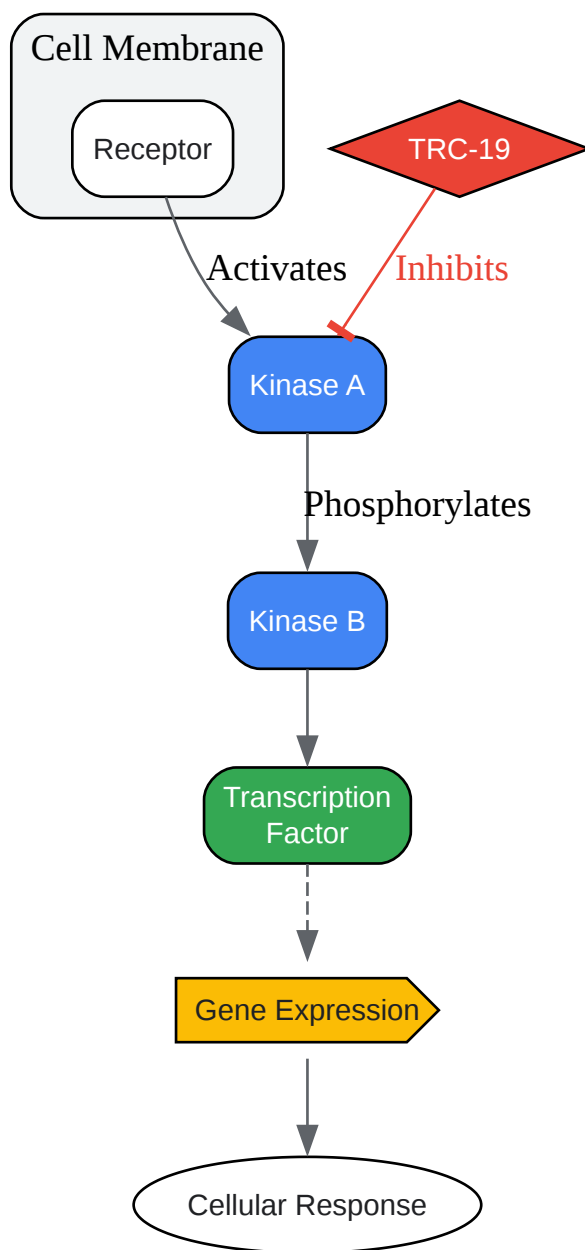 Cell Membrane
Receptor
TRC-19
Activates
Inhibits
Kinase A
Phosphorylates
Kinase B
Transcription
Factor
Gene Expression
Cellular Response